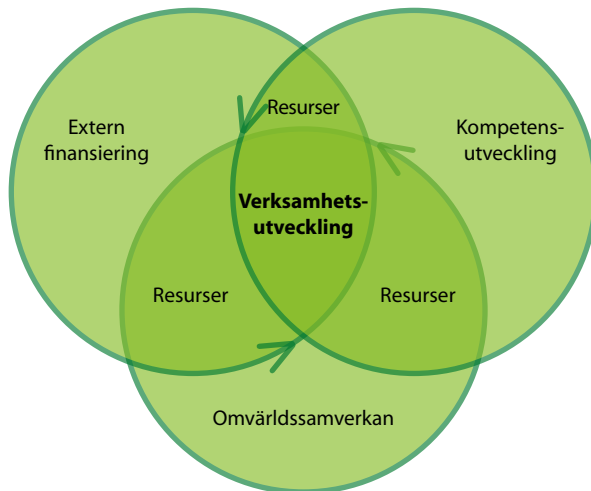 Resurser
Extern
finansiering
Kompetens-
utveckling
Verksamhets-
utveckling
Resurser
Resurser
Omvärldssamverkan